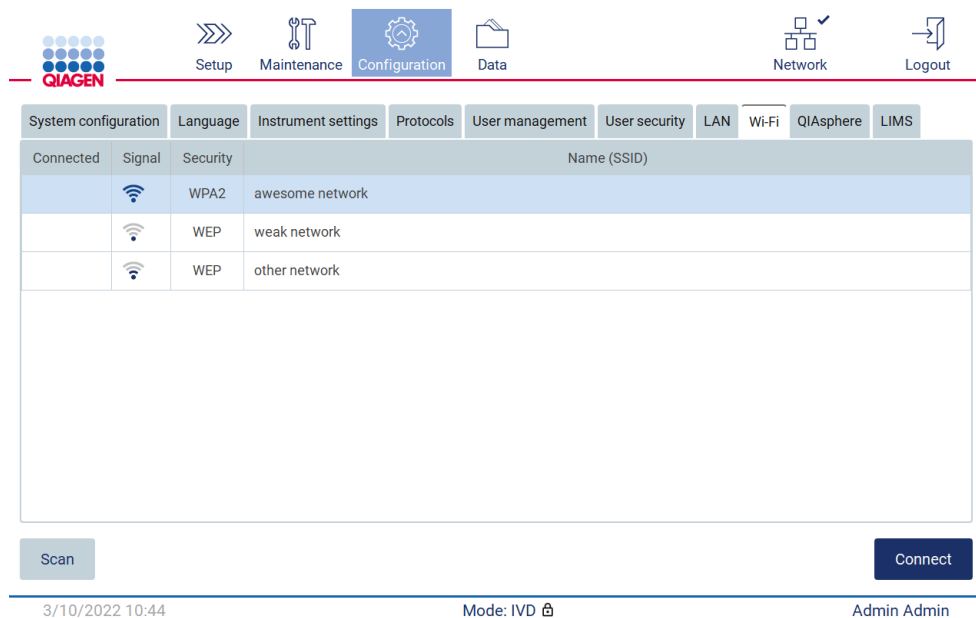 QIAGEN
Setup Maintenance Configuration Data Network Logout
System configuration Language Instrument settings Protocols User management User security LAN Wi-Fi QIAsphere LIMS
Connected Signal Security Name (SSID)
WPA2 awesome network
WEP weak network
WEP other network
Scan Connect
3/10/2022 10:44 Mode: IVD Admin Admin